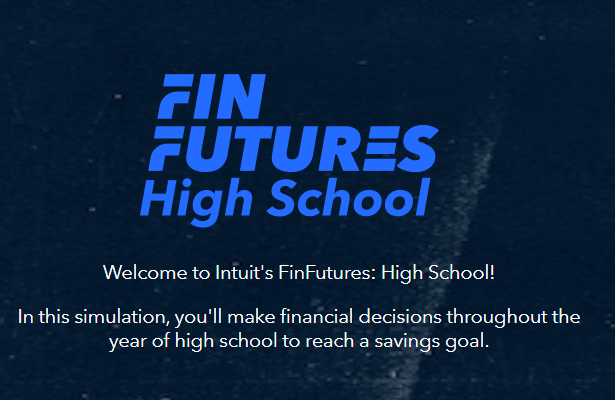 FIN
FUTURES
High School
Welcome to Intuit's FinFutures: High School!
In this simulation, you'll make financial decisions throughout the
year of high school to reach a savings goal.